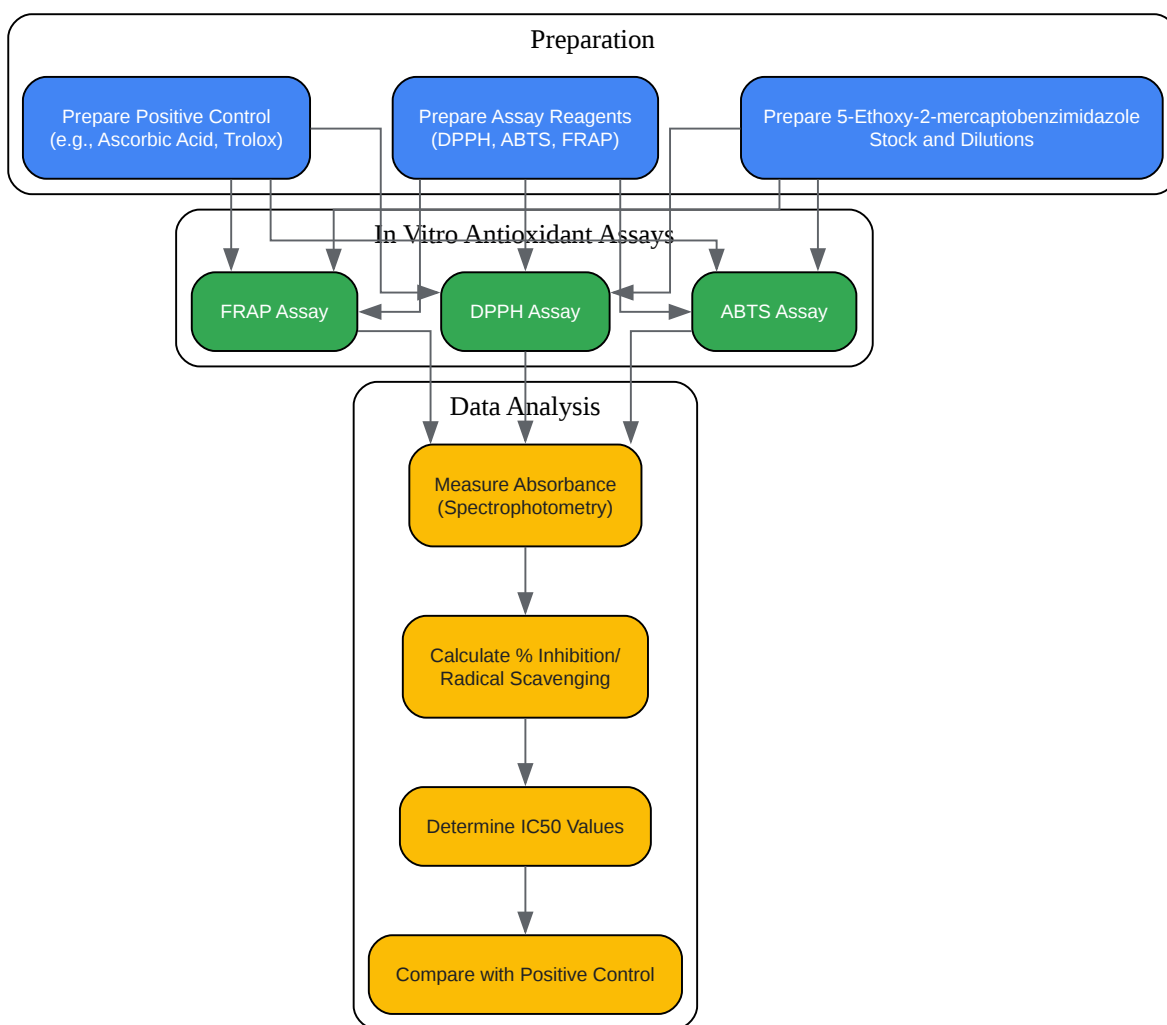 Preparation
Prepare Positive Control
(e.g., Ascorbic Acid, Trolox)
Prepare Assay Reagents
(DPPH, ABTS, FRAP)
Prepare 5-Ethoxy-2-mercaptobenzimidazole
Stock and Dilutions
In Vitro Antioxidant Assays
FRAP Assay
DPPH Assay
ABTS Assay
Data Analysis
Measure Absorbance
(Spectrophotometry)
Calculate % Inhibition/
Radical Scavenging
Determine IC50 Values
Compare with Positive Control